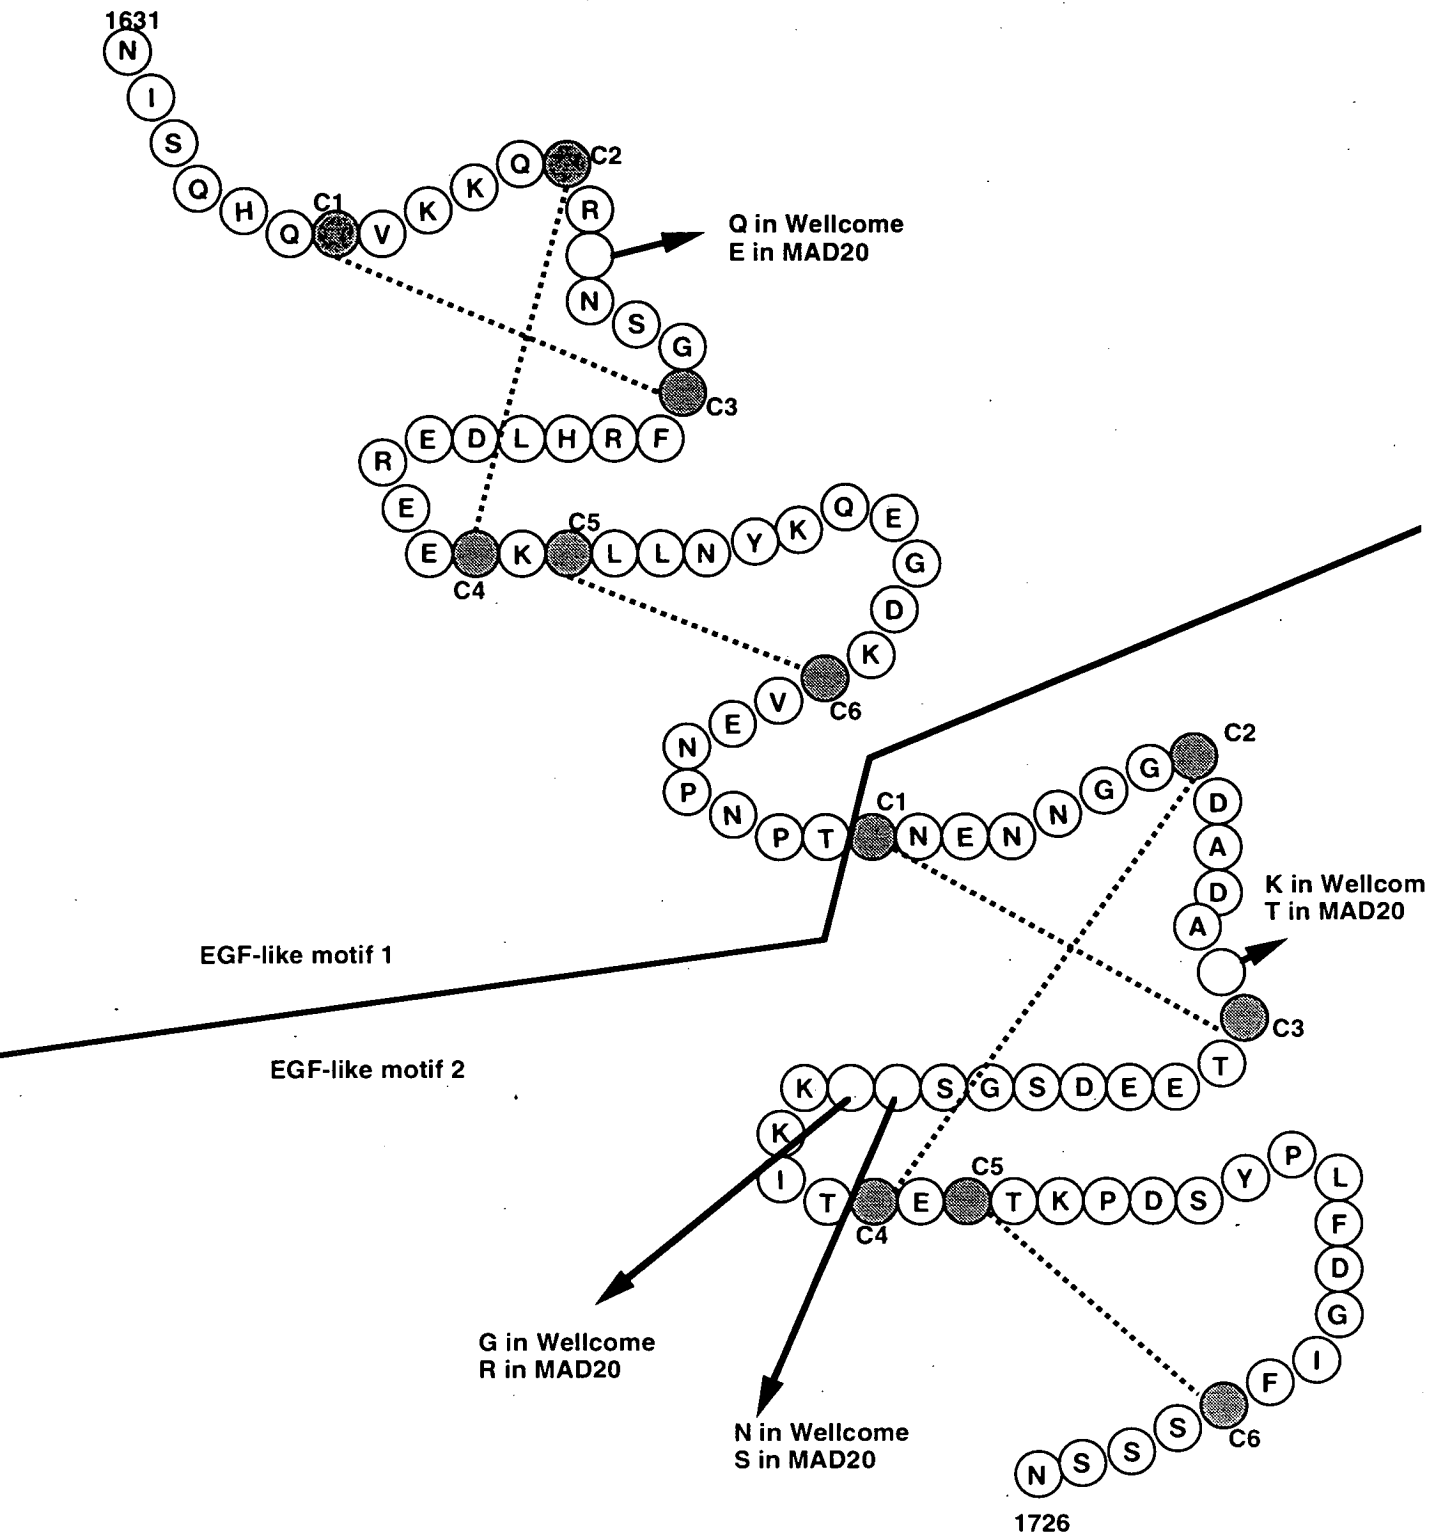 1631
N
I
S
Q
H
Q
C1
V
K
K
Q
C2
R
Q in Wellcome
E in MAD20
N
S
G
C3
E D L H R F
R
E
E
C4
K
C5
L L N Y K Q E
G
D
K
C6
V
E
N
P
N
P T
C1
N E N N G G
C2
D
A
D
A
K in Wellcom
T in MAD20
C3
T
K S G S D E E
K
I
T
C4
E
C5
T K P D S Y P L
F
D
G
I
F
C6
S
S
S
N
1726
EGF-like motif 1
EGF-like motif 2
G in Wellcome
R in MAD20
N in Wellcome
S in MAD20